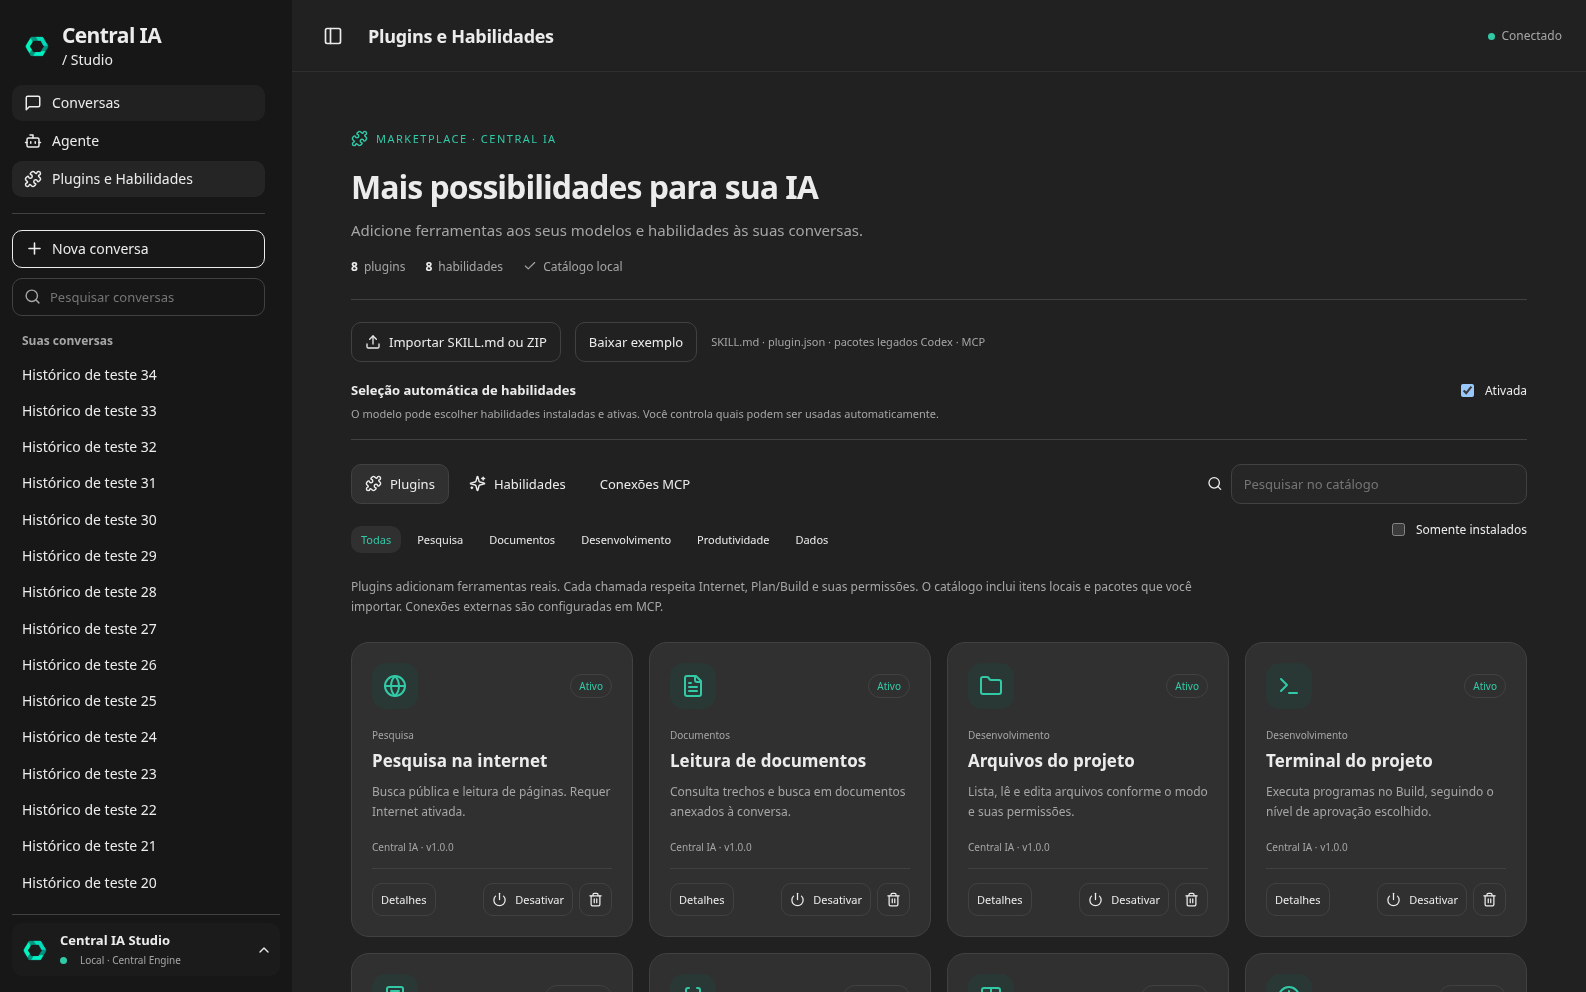 Central IA
/ Studio
Conversas
Agente
Plugins e Habilidades
Nova conversa
Pesquisar conversas
Suas conversas
Histórico de teste 34
Histórico de teste 33
Histórico de teste 32
Histórico de teste 31
Histórico de teste 30
Histórico de teste 29
Histórico de teste 28
Histórico de teste 27
Histórico de teste 26
Histórico de teste 25
Histórico de teste 24
Histórico de teste 23
Histórico de teste 22
Histórico de teste 21
Histórico de teste 20
Central IA Studio
Local · Central Engine
Plugins e Habilidades
Conectado
MARKETPLACE · CENTRAL IA
Mais possibilidades para sua IA
Adicione ferramentas aos seus modelos e habilidades às suas conversas.
8 plugins 8 habilidades Catálogo local
Importar SKILL.md ou ZIP Baixar exemplo SKILL.md · plugin.json · pacotes legados Codex · MCP
Seleção automática de habilidades Ativada
O modelo pode escolher habilidades instaladas e ativas. Você controla quais podem ser usadas automaticamente.
Plugins Habilidades Conexões MCP Pesquisar no catálogo
Somente instalados
Todas Pesquisa Documentos Desenvolvimento Produtividade Dados
Plugins adicionam ferramentas reais. Cada chamada respeita Internet, Plan/Build e suas permissões. O catálogo inclui itens locais e pacotes que você
importar. Conexões externas são configuradas em MCP.
Ativo
Pesquisa
Pesquisa na internet
Busca pública e leitura de páginas. Requer
Internet ativada.
Central IA · v1.0.0
Detalhes Desativar
Ativo
Documentos
Leitura de documentos
Consulta trechos e busca em documentos
anexados à conversa.
Central IA · v1.0.0
Detalhes Desativar
Ativo
Desenvolvimento
Arquivos do projeto
Lista, lê e edita arquivos conforme o modo
e suas permissões.
Central IA · v1.0.0
Detalhes Desativar
Ativo
Desenvolvimento
Terminal do projeto
Executa programas no Build, seguindo o
nível de aprovação escolhido.
Central IA · v1.0.0
Detalhes Desativar